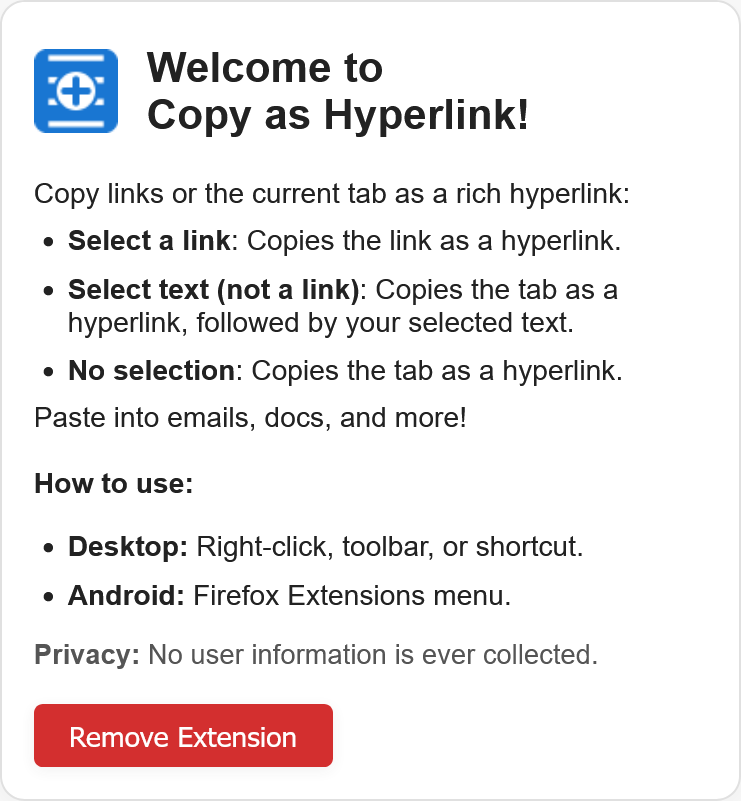 Welcome to
Copy as Hyperlink!
Copy links or the current tab as a rich hyperlink:
• Select a link: Copies the link as a hyperlink.
• Select text (not a link): Copies the tab as a
hyperlink, followed by your selected text.
• No selection: Copies the tab as a hyperlink.
Paste into emails, docs, and more!
How to use:
• Desktop: Right-click, toolbar, or shortcut.
• Android: Firefox Extensions menu.
Privacy: No user information is ever collected.
Remove Extension